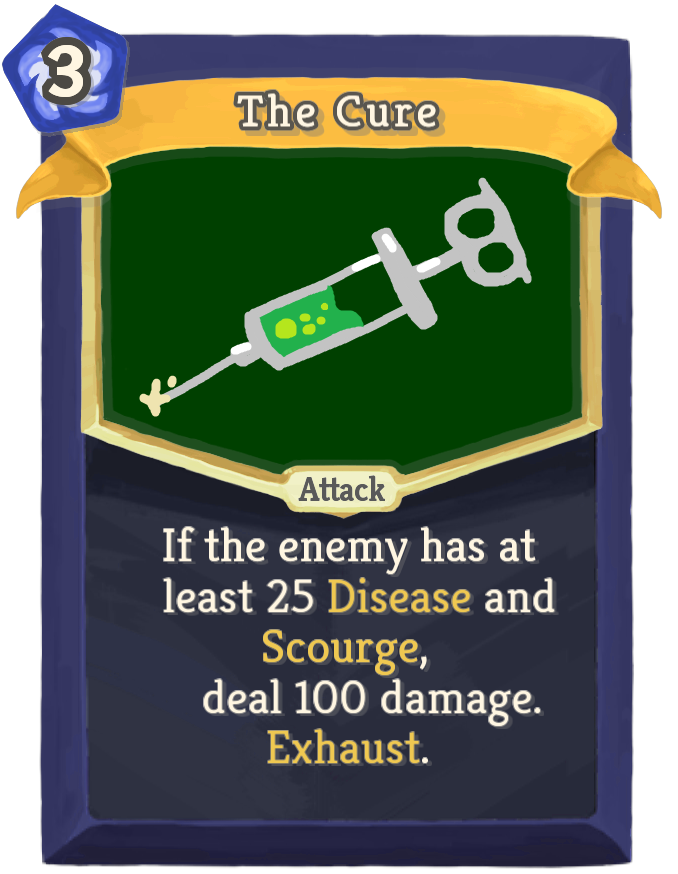 3
The Cure
Attack
If the enemy has at
least 25 Disease and
Scourge,
deal 100 damage.
Exhaust.